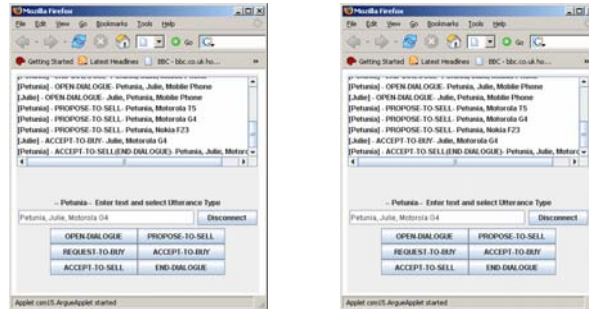 Mozilla Firefox
File Edit View Go Bookmarks Tools Help
Getting Started Latest Headlines BBC - bbc.co.uk ho...
[Petunia] - OPEN-DIALOGUE- Julie, Petunia, Mobile Phone
[Julie] - OPEN-DIALOGUE- Julie, Petunia, Mobile Phone
[Petunia] - PROPOSE-TO-SELL- Petunia, Motorola T5
[Petunia] - PROPOSE-TO-SELL- Petunia, Motorola G4
[Petunia] - PROPOSE-TO-SELL- Petunia, Nokia FZ3
[Julie] - ACCEPT-TO-BUY- Julie, Motorola G4
[Petunia] - ACCEPT-TO-SELL(END-DIALOGUE)- Petunia, Julie, Motoro
-- Petunia-- Enter text and select Utterance Type
Petunia, Julie, Motorola G4 Disconnect
OPEN-DIALOGUE PROPOSE-TO-SELL
REQUEST-TO-BUY ACCEPT-TO-BUY
ACCEPT-TO-SELL END-DIALOGUE
Applet csmi5.ArgueApplet started
Mozilla Firefox
File Edit View Go Bookmarks Tools Help
Getting Started Latest Headlines BBC - bbc.co.uk ho...
[Petunia] - OPEN-DIALOGUE- Julie, Petunia, Mobile Phone
[Julie] - OPEN-DIALOGUE- Julie, Petunia, Mobile Phone
[Petunia] - PROPOSE-TO-SELL- Petunia, Motorola T5
[Petunia] - PROPOSE-TO-SELL- Petunia, Motorola G4
[Petunia] - PROPOSE-TO-SELL- Petunia, Nokia FZ3
[Julie] - ACCEPT-TO-BUY- Julie, Motorola G4
[Petunia] - ACCEPT-TO-SELL(END-DIALOGUE)- Petunia, Julie, Motoro
-- Petunia-- Enter text and select Utterance Type
Petunia, Julie, Motorola G4 Disconnect
OPEN-DIALOGUE PROPOSE-TO-SELL
REQUEST-TO-BUY ACCEPT-TO-BUY
ACCEPT-TO-SELL END-DIALOGUE
Applet csmi5.ArgueApplet started